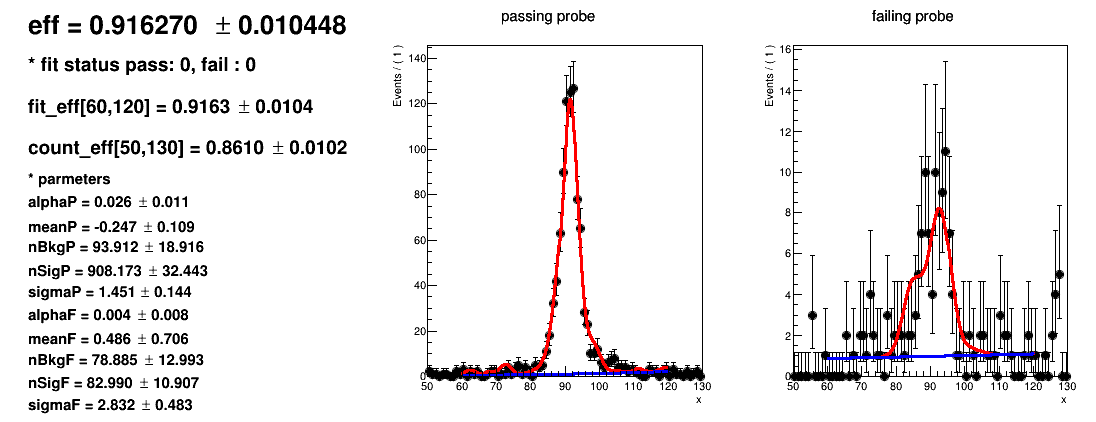 eff = 0.916270 ± 0.010448
* fit status pass: 0, fail : 0
fit_eff[60,120] = 0.9163 ± 0.0104
count_eff[50,130] = 0.8610 ± 0.0102
* parmeters
alphaP = 0.026 ± 0.011
meanP = -0.247 ± 0.109
nBkgP = 93.912 ± 18.916
nSigP = 908.173 ± 32.443
sigmaP = 1.451 ± 0.144
alphaF = 0.004 ± 0.008
meanF = 0.486 ± 0.706
nBkgF = 78.885 ± 12.993
nSigF = 82.990 ± 10.907
sigmaF = 2.832 ± 0.483
passing probe
Events / ( 1 )
140
120
100
80
60
40
20
0
50 60 70 80 90 100 110 120 130
x
failing probe
Events / ( 1 )
16
14
12
10
8
6
4
2
0
50 60 70 80 90 100 110 120 130
x